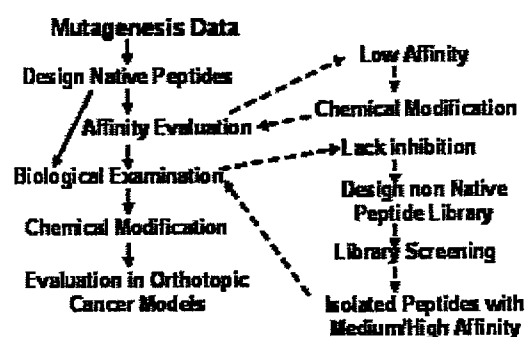 Mutagenesis Data
Design Native Peptides
Affinity Evaluation
Biological Examination
Chemical Modification
Evaluation in Orthotopic
Cancer Models
Low Affinity
Chemical Modification
Lack inhibition
Design non Native
Peptide Library
Library Screening
Isolated Peptides with
Medium/High Affinity